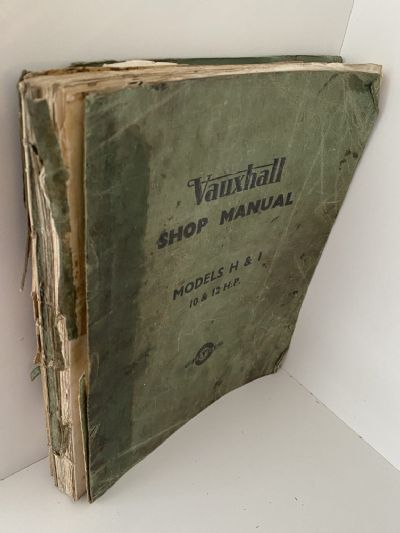 Vauxhall
SHOP MANUAL
MODELS H & I
10 & 12 H.P.